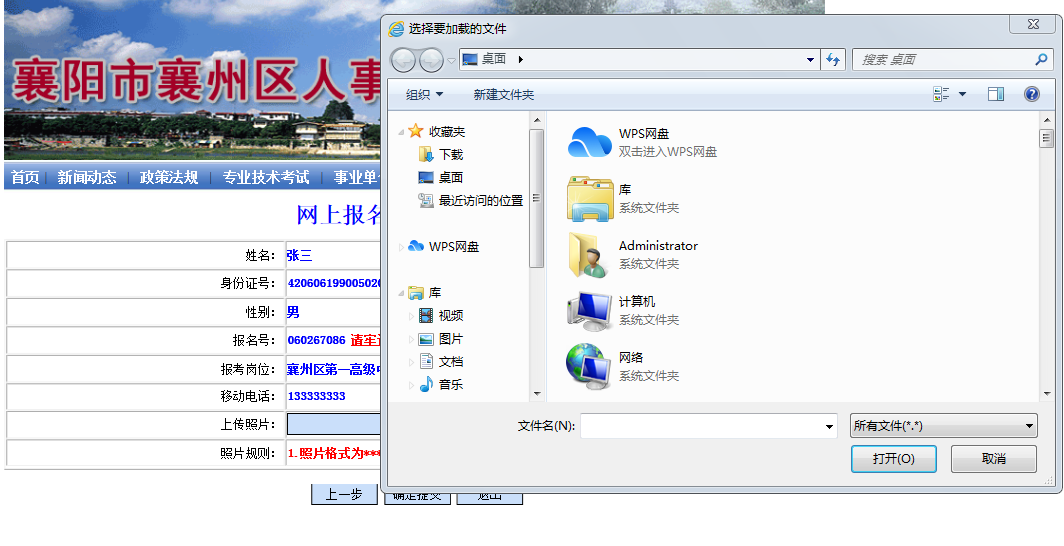 襄阳市襄州区人事
首页 | 新闻动态 | 政策法规 | 专业技术考试 | 事业单
网上报名
姓名: 张三
身份证号: 42060619900502
性别: 男
报名号: 060267086 请牢
报考岗位: 襄州区第一高级中
移动电话: 133333333
上传照片:
照片规则: 1.照片格式为***
上一步 确定提交 退出
选择要加载的文件
桌面
搜索 桌面
组织 新建文件夹
收藏夹
下载
桌面
最近访问的位置
WPS网盘
库
视频
图片
文档
音乐
WPS网盘
双击进入WPS网盘
库
系统文件夹
Administrator
系统文件夹
计算机
系统文件夹
网络
系统文件夹
文件名(N):
所有文件(*.*)
打开(O) 取消